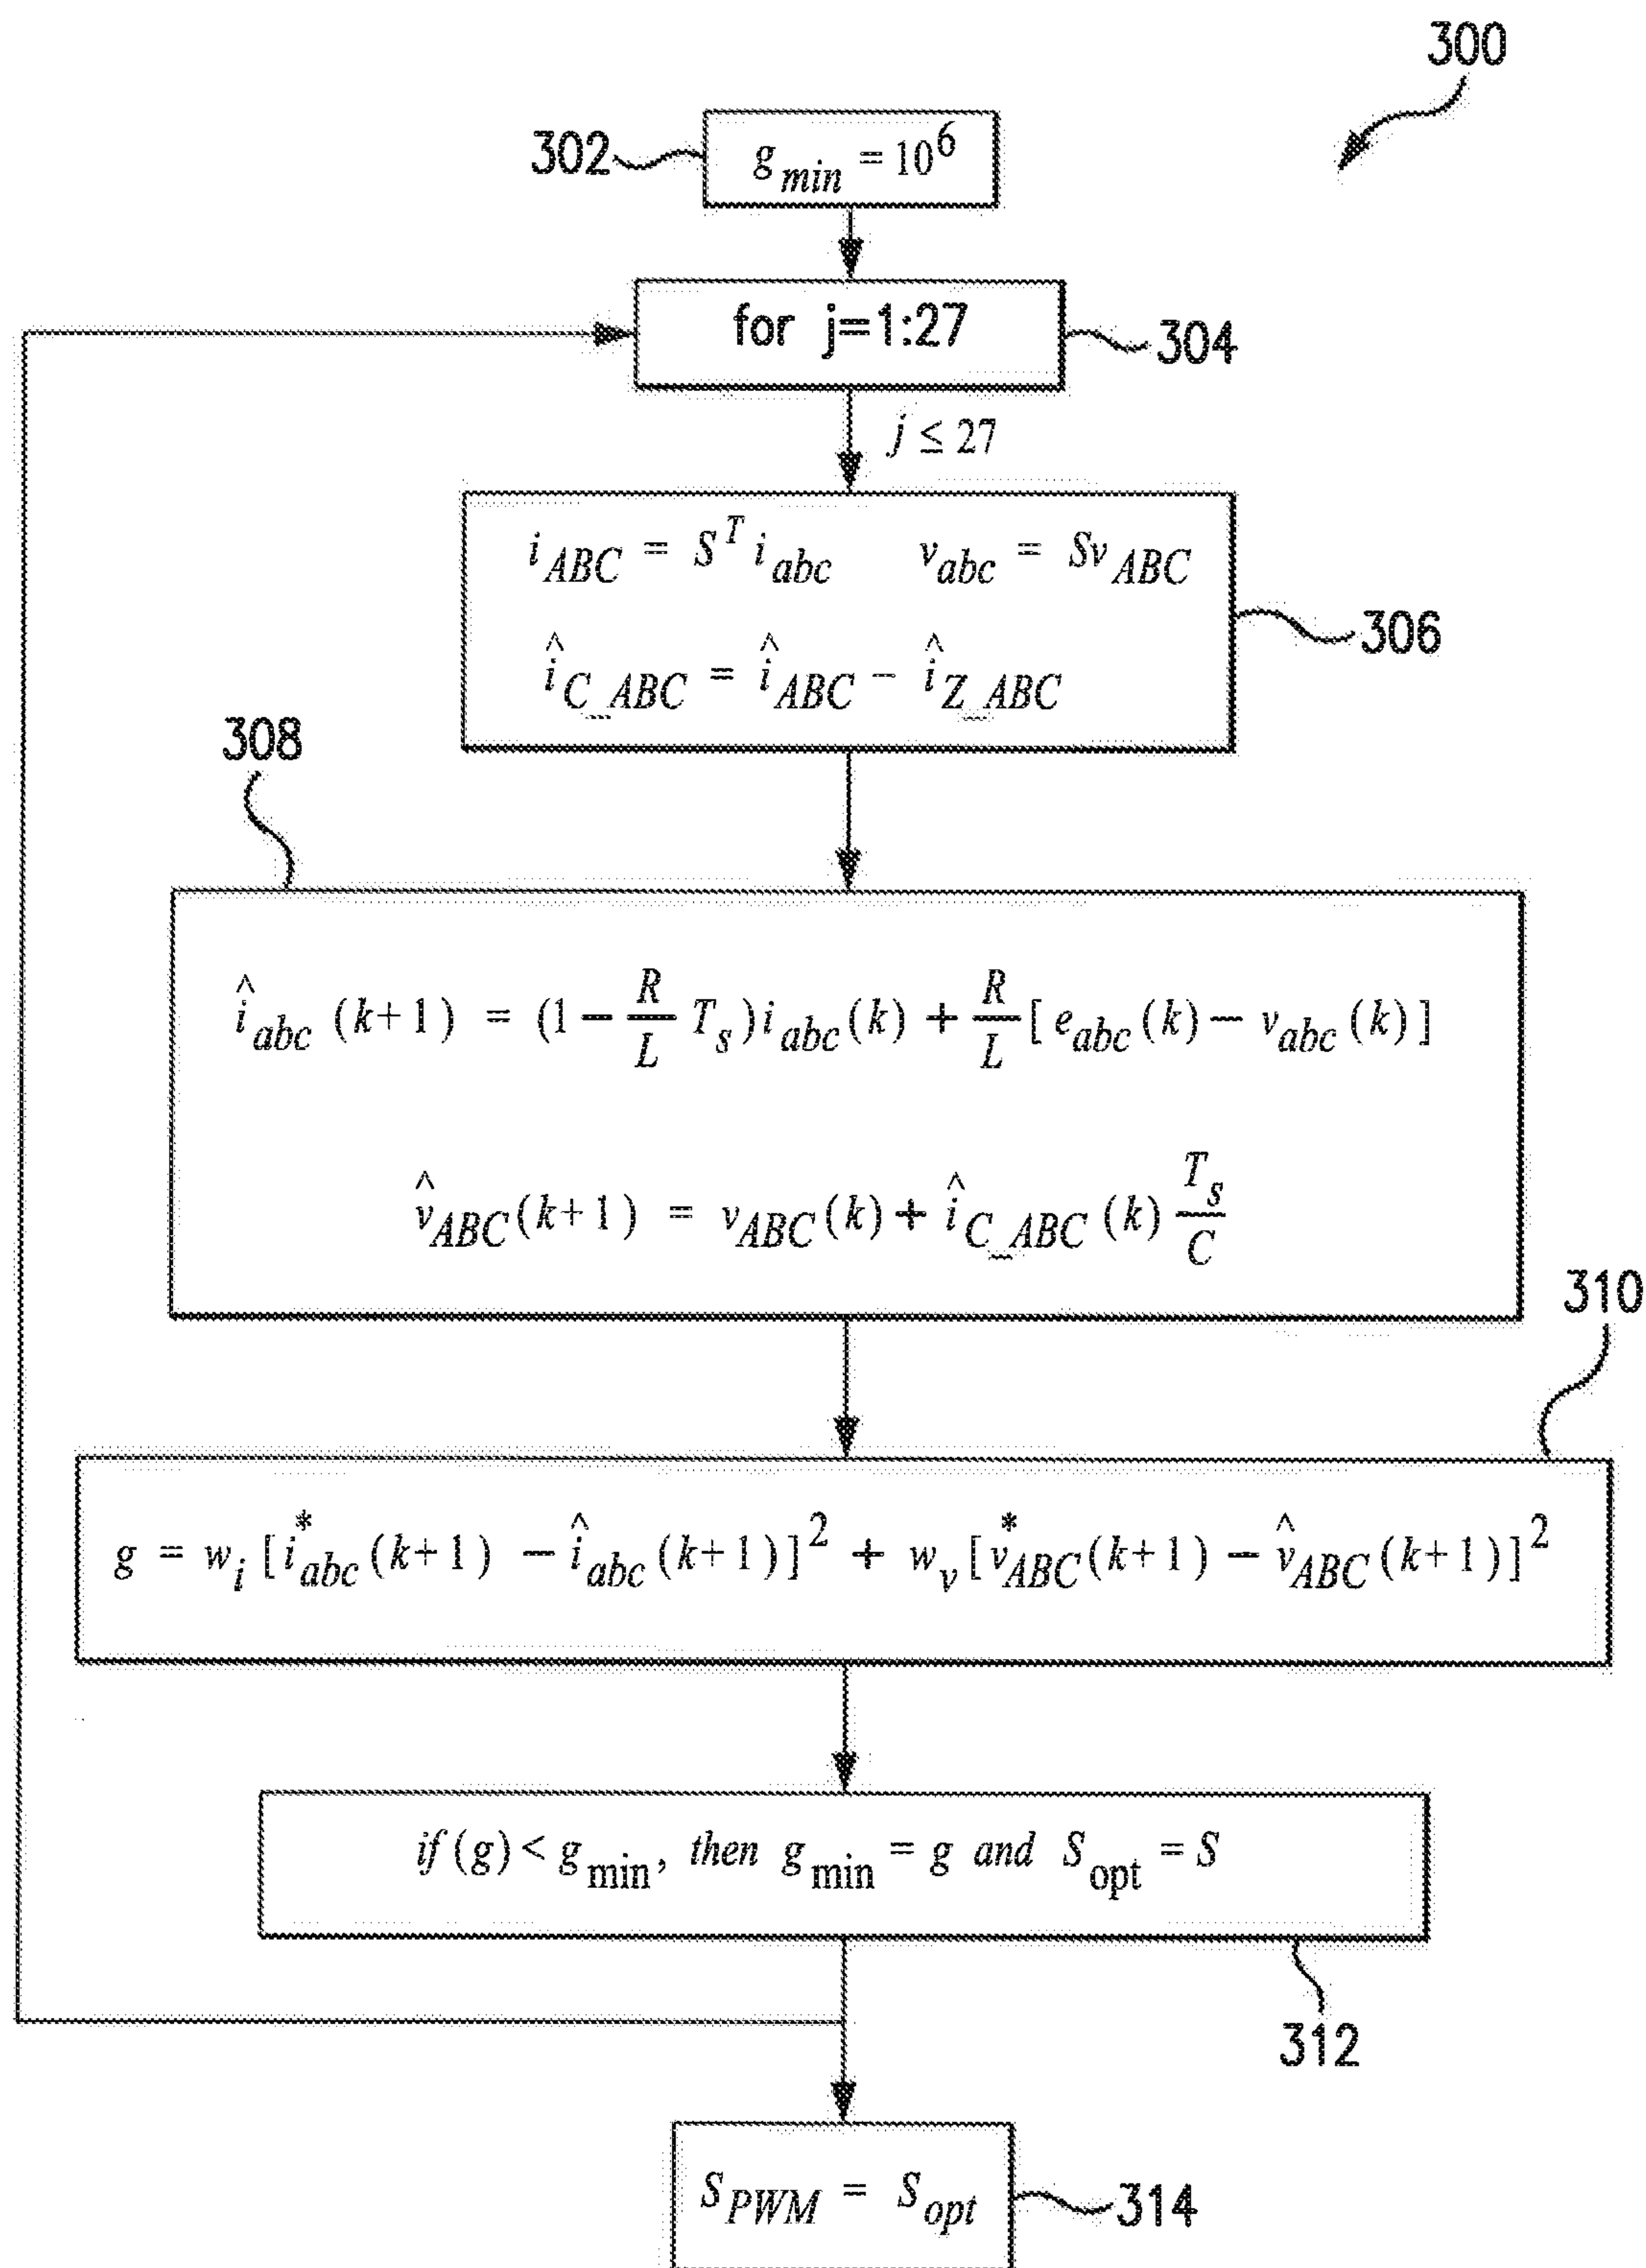 300
302
g_min = 10^6
for j=1:27
304
j ≤ 27
i_ABC = S^T i_abc    v_abc = Sv_ABC
î_C_ABC = î_ABC − î_Z_ABC
306
308
î_abc (k+1) = (1 − R/L T_s) i_abc (k) + R/L [ e_abc (k) − v_abc (k) ]
v̂_ABC (k+1) = v_ABC (k) + î_C_ABC (k) T_s/C
310
g = w_i [ i*_abc (k+1) − î_abc (k+1) ]^2 + w_v [ v*_ABC (k+1) − v̂_ABC (k+1) ]^2
if (g) < g_min, then g_min = g and S_opt = S
312
S_PWM = S_opt
314